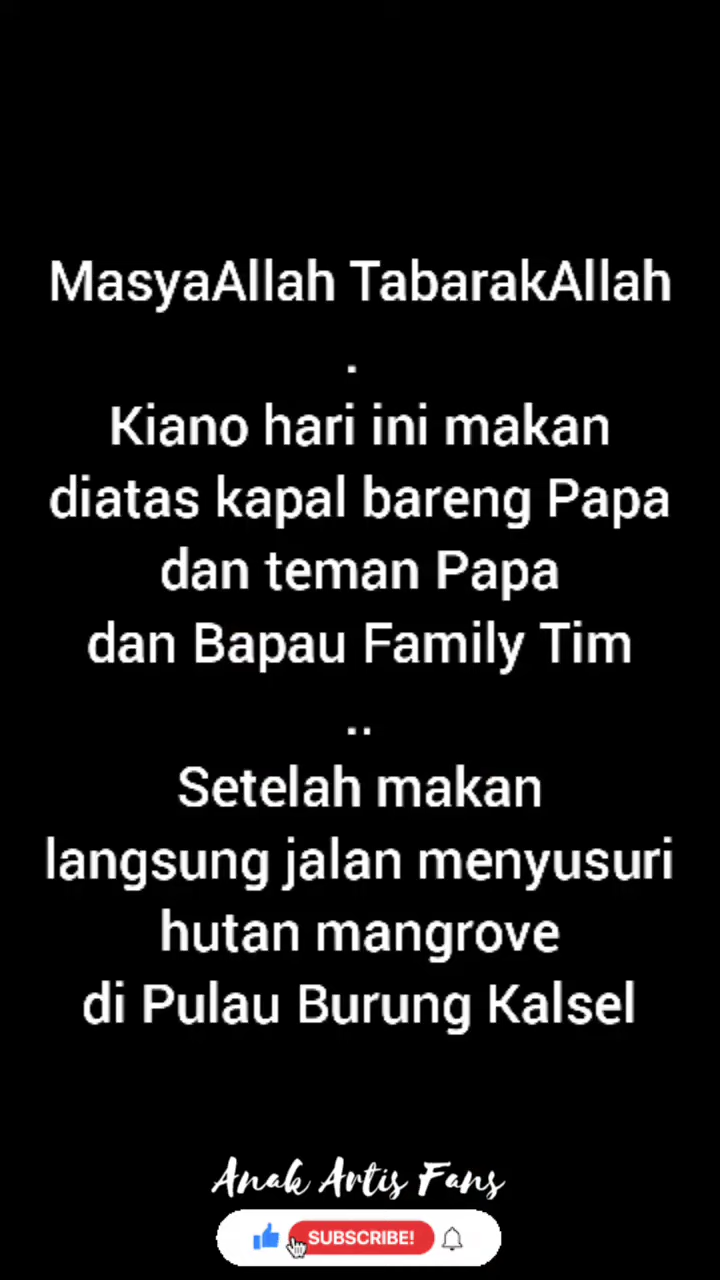 MasyaAllah TabarakAllah
.
Kiano hari ini makan
diatas kapal bareng Papa
dan teman Papa
dan Bapau Family Tim
..
Setelah makan
langsung jalan menyusuri
hutan mangrove
di Pulau Burung Kalsel
Anak Artis Fans
SUBSCRIBE!